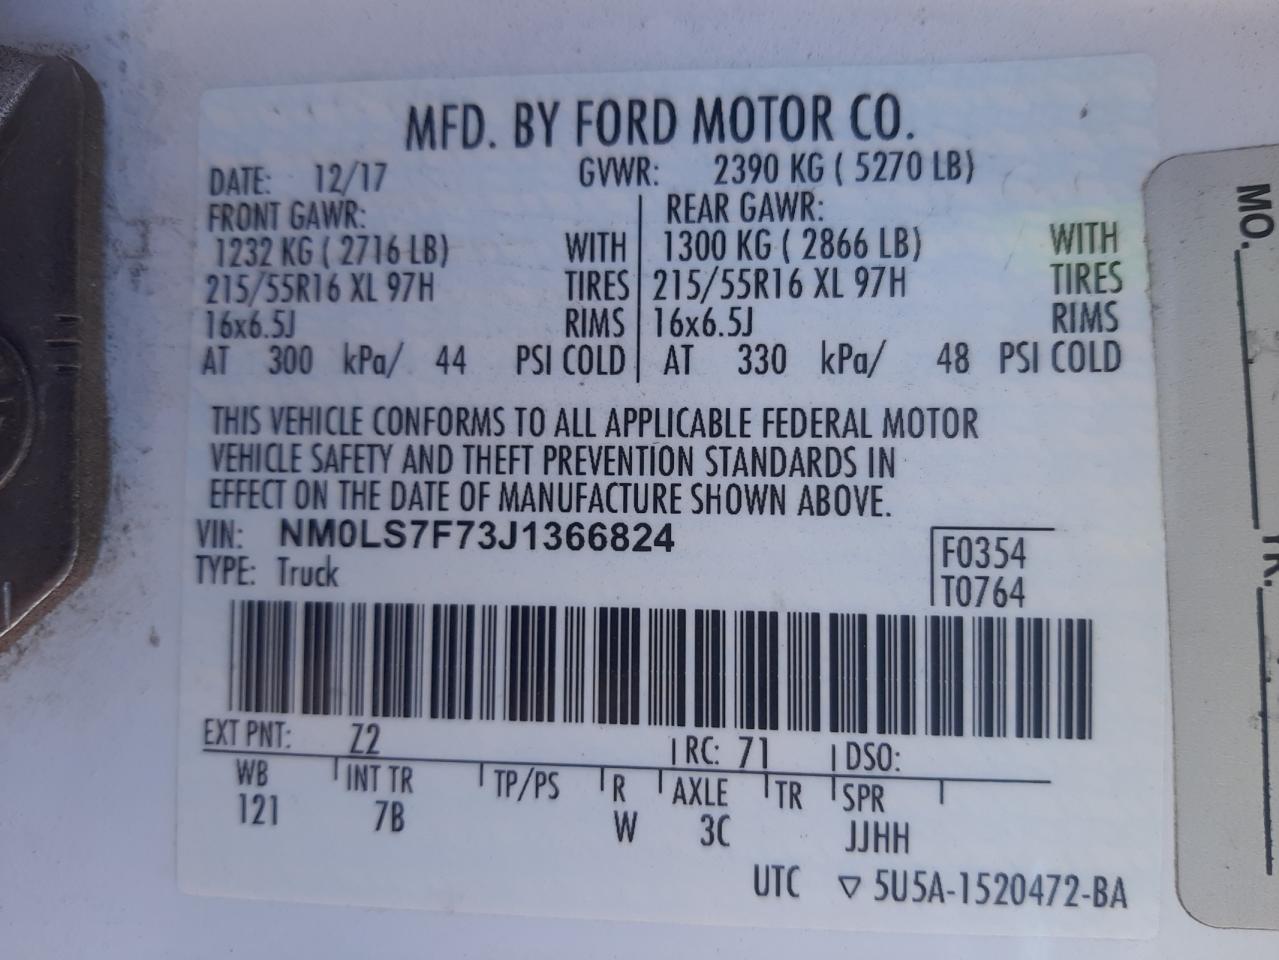 MFD. BY FORD MOTOR CO.
DATE: 12/17 GVWR: 2390 KG ( 5270 LB)
FRONT GAWR: REAR GAWR:
1232 KG ( 2716 LB) WITH 1300 KG ( 2866 LB) WITH
215/55R16 XL 97H TIRES 215/55R16 XL 97H TIRES
16x6.5J RIMS 16x6.5J RIMS
AT 300 kPa/ 44 PSI COLD AT 330 kPa/ 48 PSI COLD
THIS VEHICLE CONFORMS TO ALL APPLICABLE FEDERAL MOTOR
VEHICLE SAFETY AND THEFT PREVENTION STANDARDS IN
EFFECT ON THE DATE OF MANUFACTURE SHOWN ABOVE.
VIN: NM0LS7F73J1366824
TYPE: Truck
F0354
T0764
EXT PNT: Z2 RC: 71 DSO:
WB INT TR TP/PS R AXLE TR SPR
121 7B W 3C JJHH
UTC ▽ 5U5A-1520472-BA
MO.